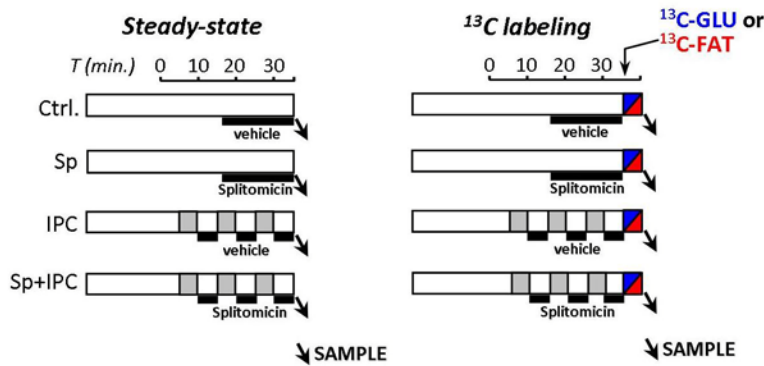 Steady-state
T (min.) 0 10 20 30
Ctrl.
vehicle
Sp
Splitomicin
IPC
vehicle
Sp+IPC
Splitomicin
SAMPLE
¹³C labeling
¹³C-GLU or
¹³C-FAT
0 10 20 30
vehicle
Splitomicin
vehicle
Splitomicin
SAMPLE